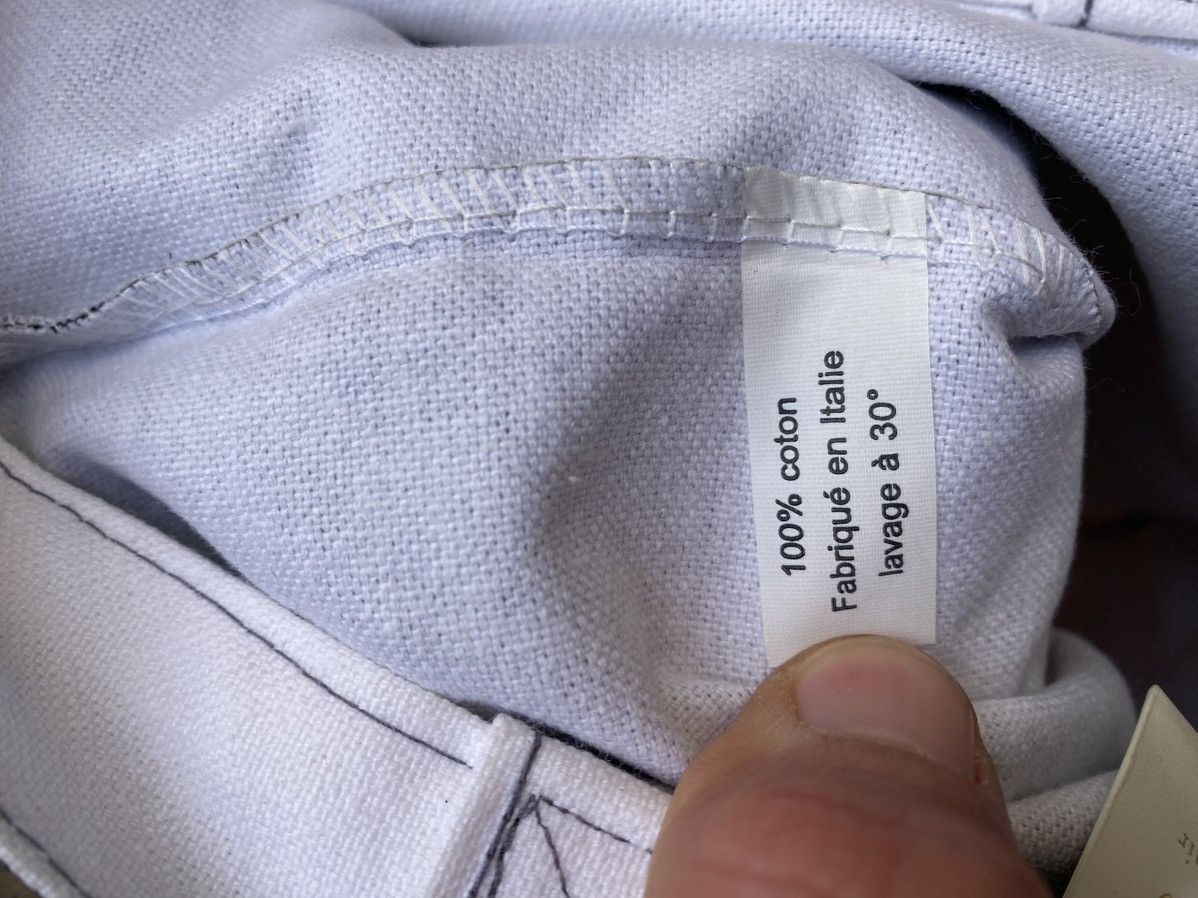 100% coton
Fabriqué en Italie
lavage à 30°